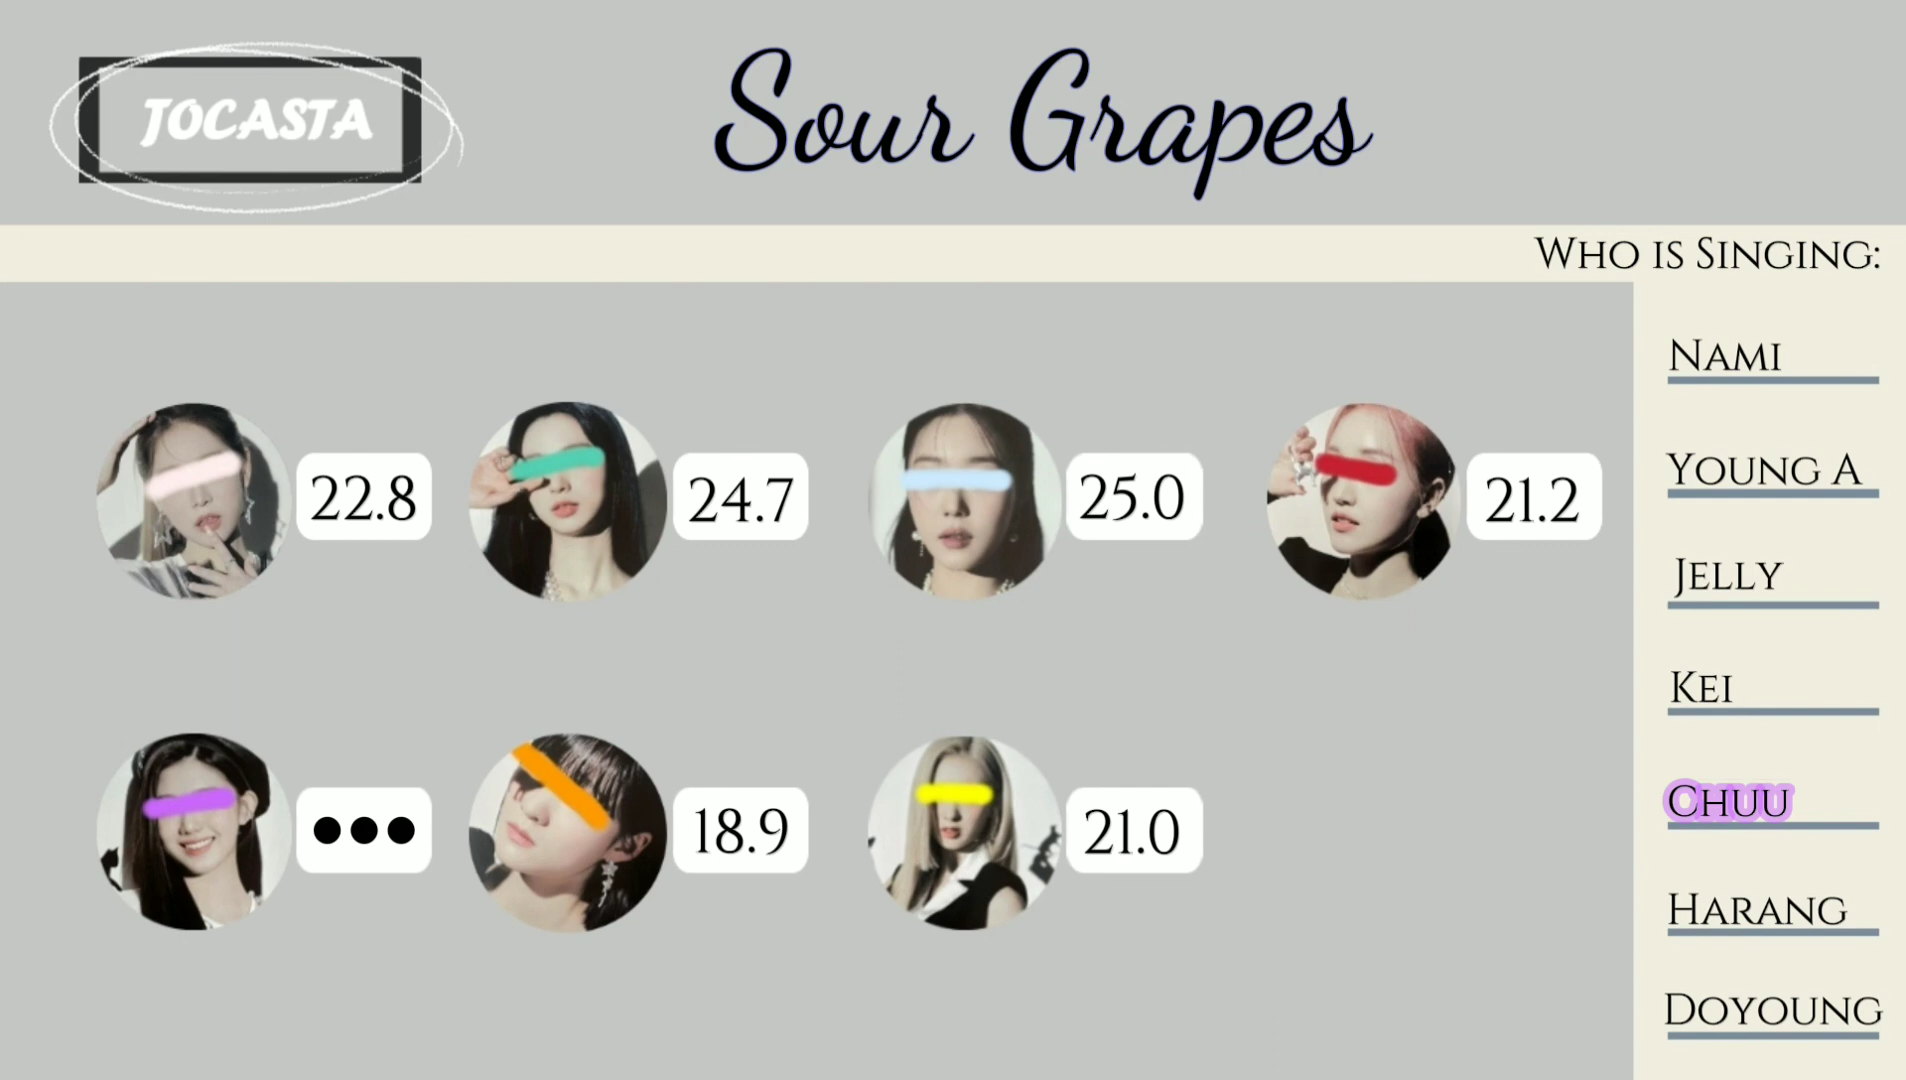 JOCASTA
Sour Grapes
Who is Singing:
Nami
Young A
Jelly
Kei
Chuu
Harang
Doyoung
22.8
24.7
25.0
21.2
●●●
18.9
21.0